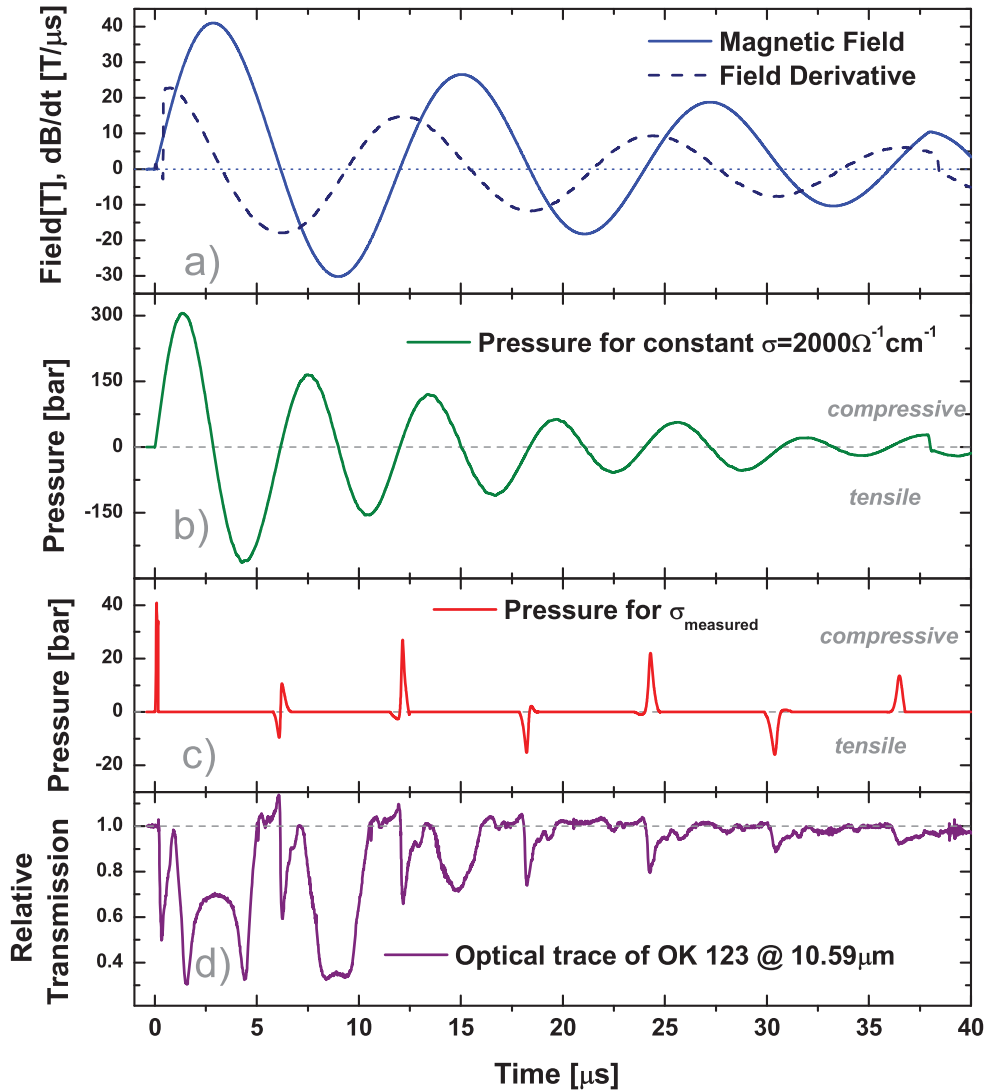 40
30
20
10
0
-10
-20
-30
Field[T], dB/dt [T/μs]
Magnetic Field
Field Derivative
a)
300
150
0
-150
Pressure [bar]
Pressure for constant σ=2000Ω⁻¹cm⁻¹
compressive
tensile
b)
40
20
0
-20
Pressure [bar]
Pressure for σmeasured
compressive
tensile
c)
1.0
0.8
0.6
0.4
Relative
Transmission
d)
Optical trace of OK 123 @ 10.59μm
0 5 10 15 20 25 30 35 40
Time [μs]